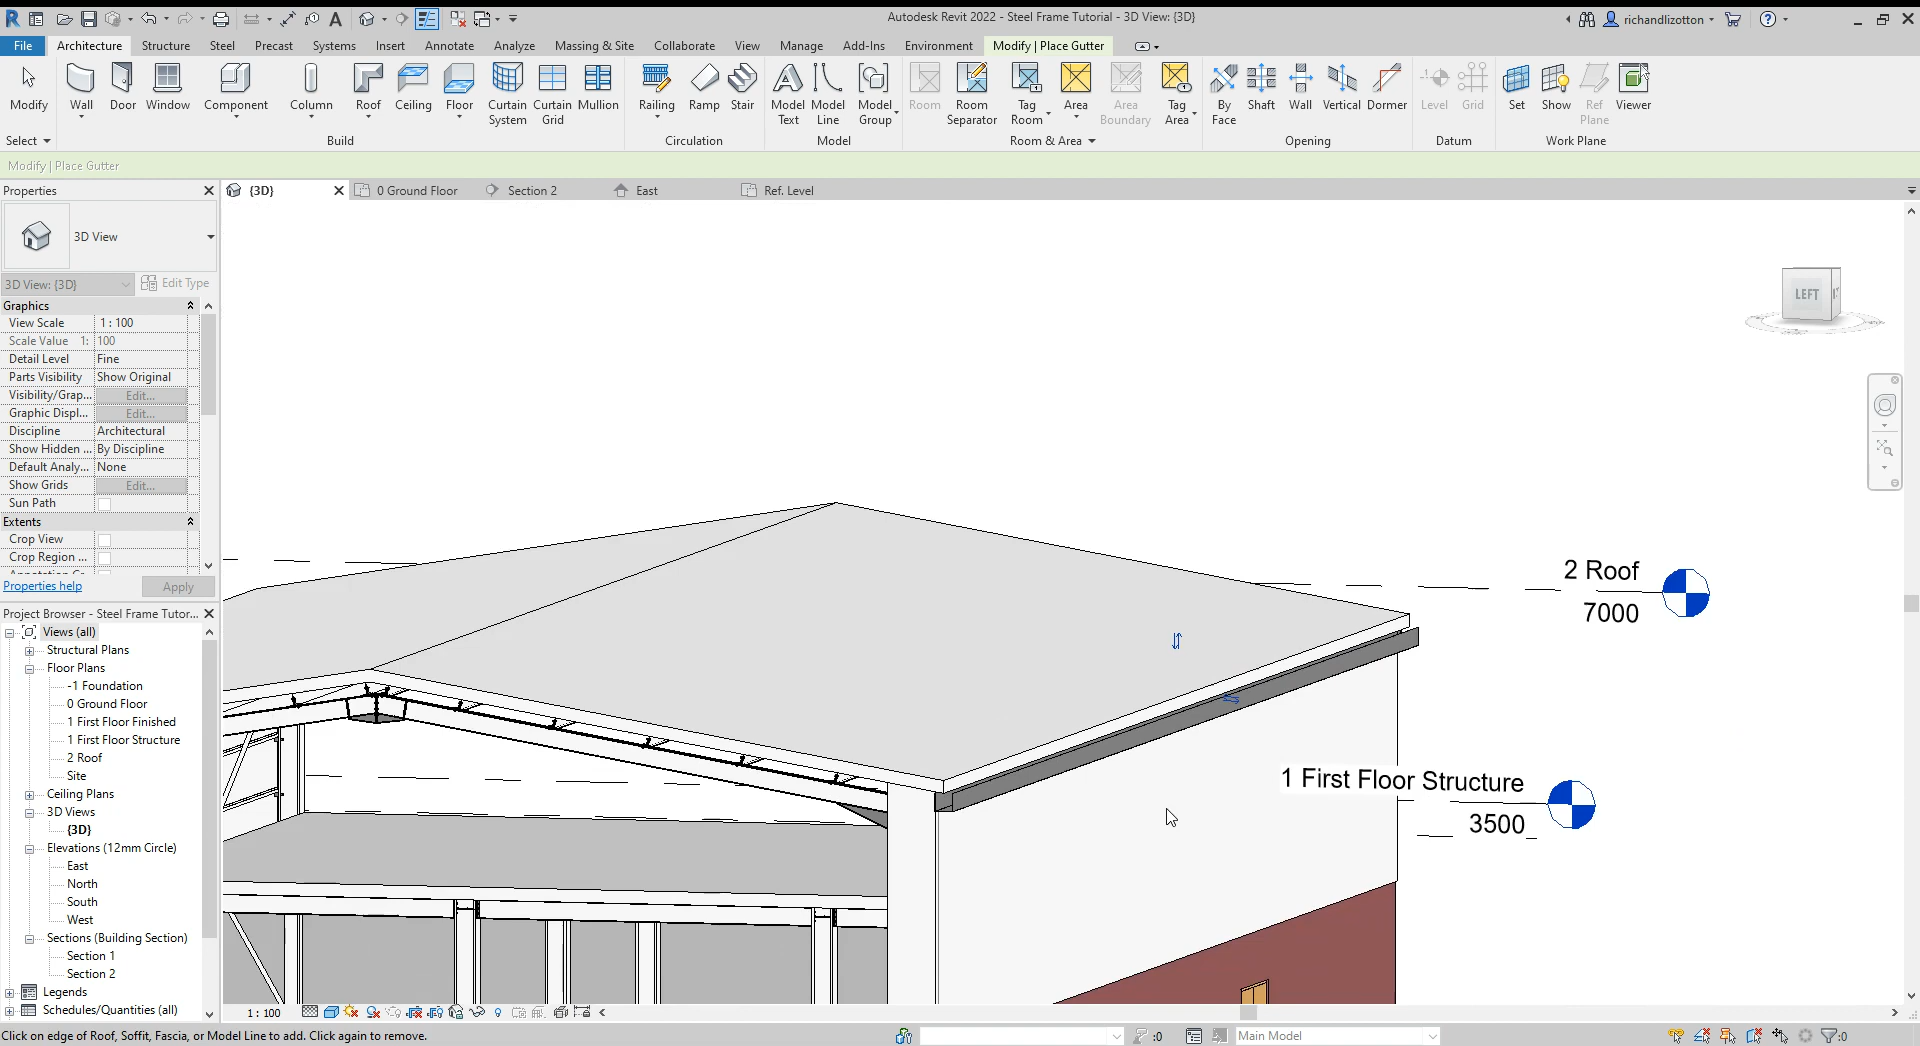 Autodesk Revit 2022 - Steel Frame Tutorial - 3D View: {3D}
richandlizotton
File Architecture Structure Steel Precast Systems Insert Annotate Analyze Massing & Site Collaborate View Manage Add-Ins Environment Modify | Place Gutter
Modify Wall Door Window Component Column Roof Ceiling Floor Curtain System Curtain Grid Mullion Railing Ramp Stair Model Text Model Line Model Group Room Room Separator Tag Room Area Area Boundary Tag Area By Face Shaft Wall Vertical Dormer Level Grid Set Show Ref Plane Viewer
Select Build Circulation Model Room & Area Opening Datum Work Plane
Modify | Place Gutter
Properties
{3D} 0 Ground Floor Section 2 East Ref. Level
3D View
3D View: {3D} Edit Type
Graphics
View Scale 1 : 100
Scale Value 1: 100
Detail Level Fine
Parts Visibility Show Original
Visibility/Grap... Edit...
Graphic Displ... Edit...
Discipline Architectural
Show Hidden ... By Discipline
Default Analy... None
Show Grids Edit...
Sun Path
Extents
Crop View
Crop Region ...
Properties help Apply
Project Browser - Steel Frame Tutor...
Views (all)
Structural Plans
Floor Plans
-1 Foundation
0 Ground Floor
1 First Floor Finished
1 First Floor Structure
2 Roof
Site
Ceiling Plans
3D Views
{3D}
Elevations (12mm Circle)
East
North
South
West
Sections (Building Section)
Section 1
Section 2
Legends
Schedules/Quantities (all)
LEFT
2 Roof
7000
1 First Floor Structure
3500
1 : 100
Click on edge of Roof, Soffit, Fascia, or Model Line to add. Click again to remove.
:0
Main Model
:0